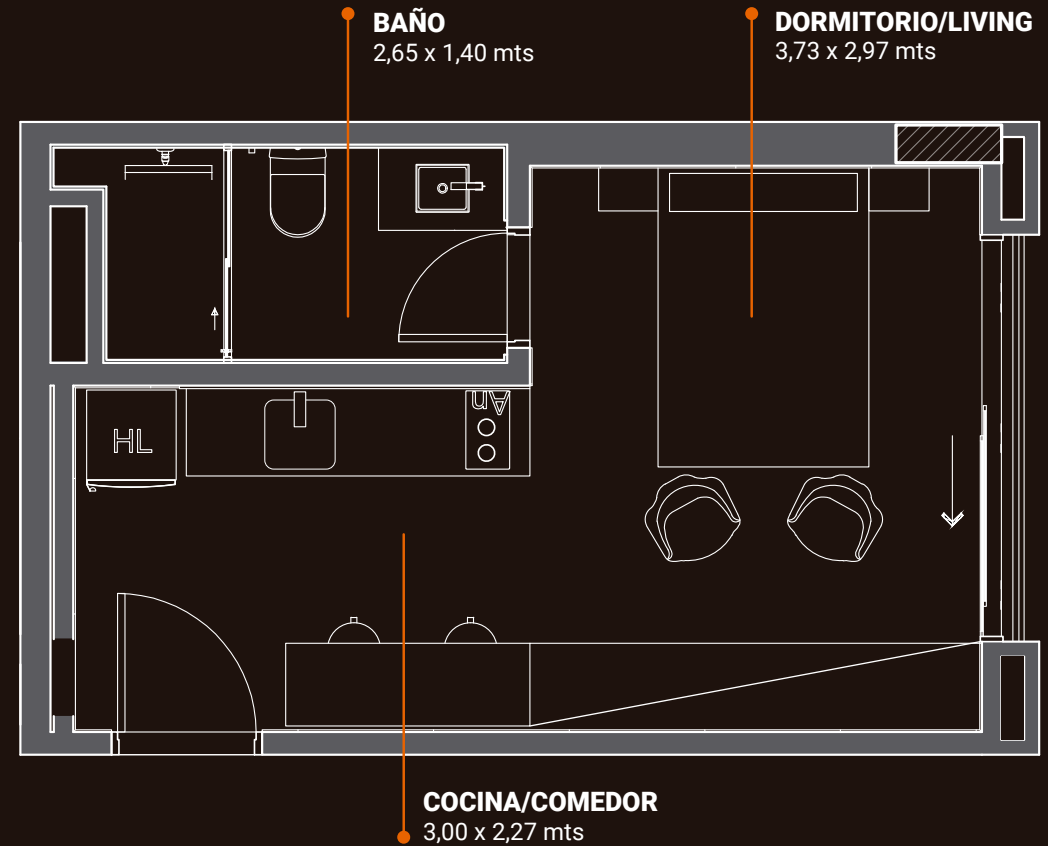 BAÑO
2,65 x 1,40 mts
DORMITORIO/LIVING
3,73 x 2,97 mts
HL
An
COCINA/COMEDOR
3,00 x 2,27 mts